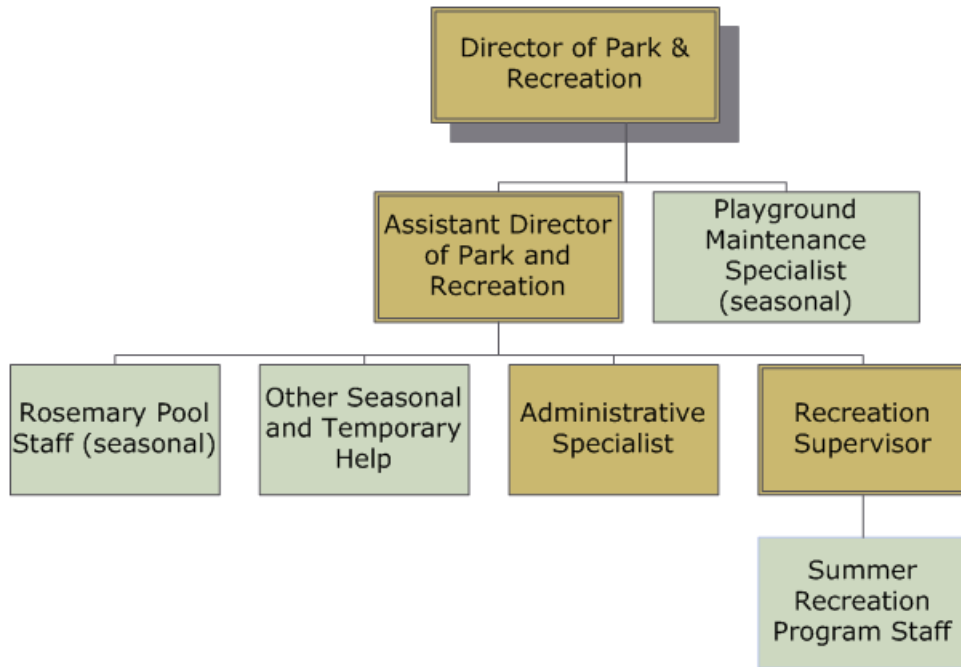 Director of Park &
Recreation
Assistant Director
of Park and
Recreation
Playground
Maintenance
Specialist
(seasonal)
Rosemary Pool
Staff (seasonal)
Other Seasonal
and Temporary
Help
Administrative
Specialist
Recreation
Supervisor
Summer
Recreation
Program Staff